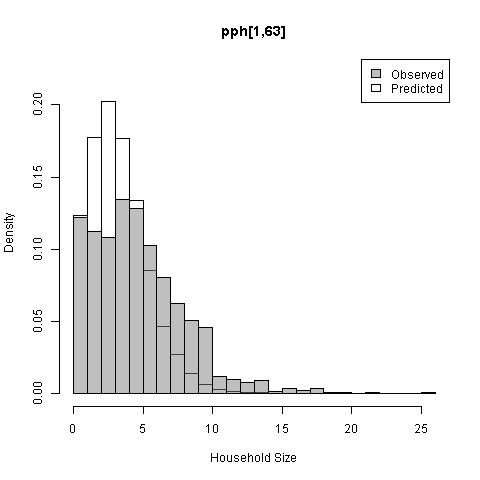 pph[1,63]
Observed
Predicted
0.20
0.15
0.10
0.05
0.00
Density
0 5 10 15 20 25
Household Size